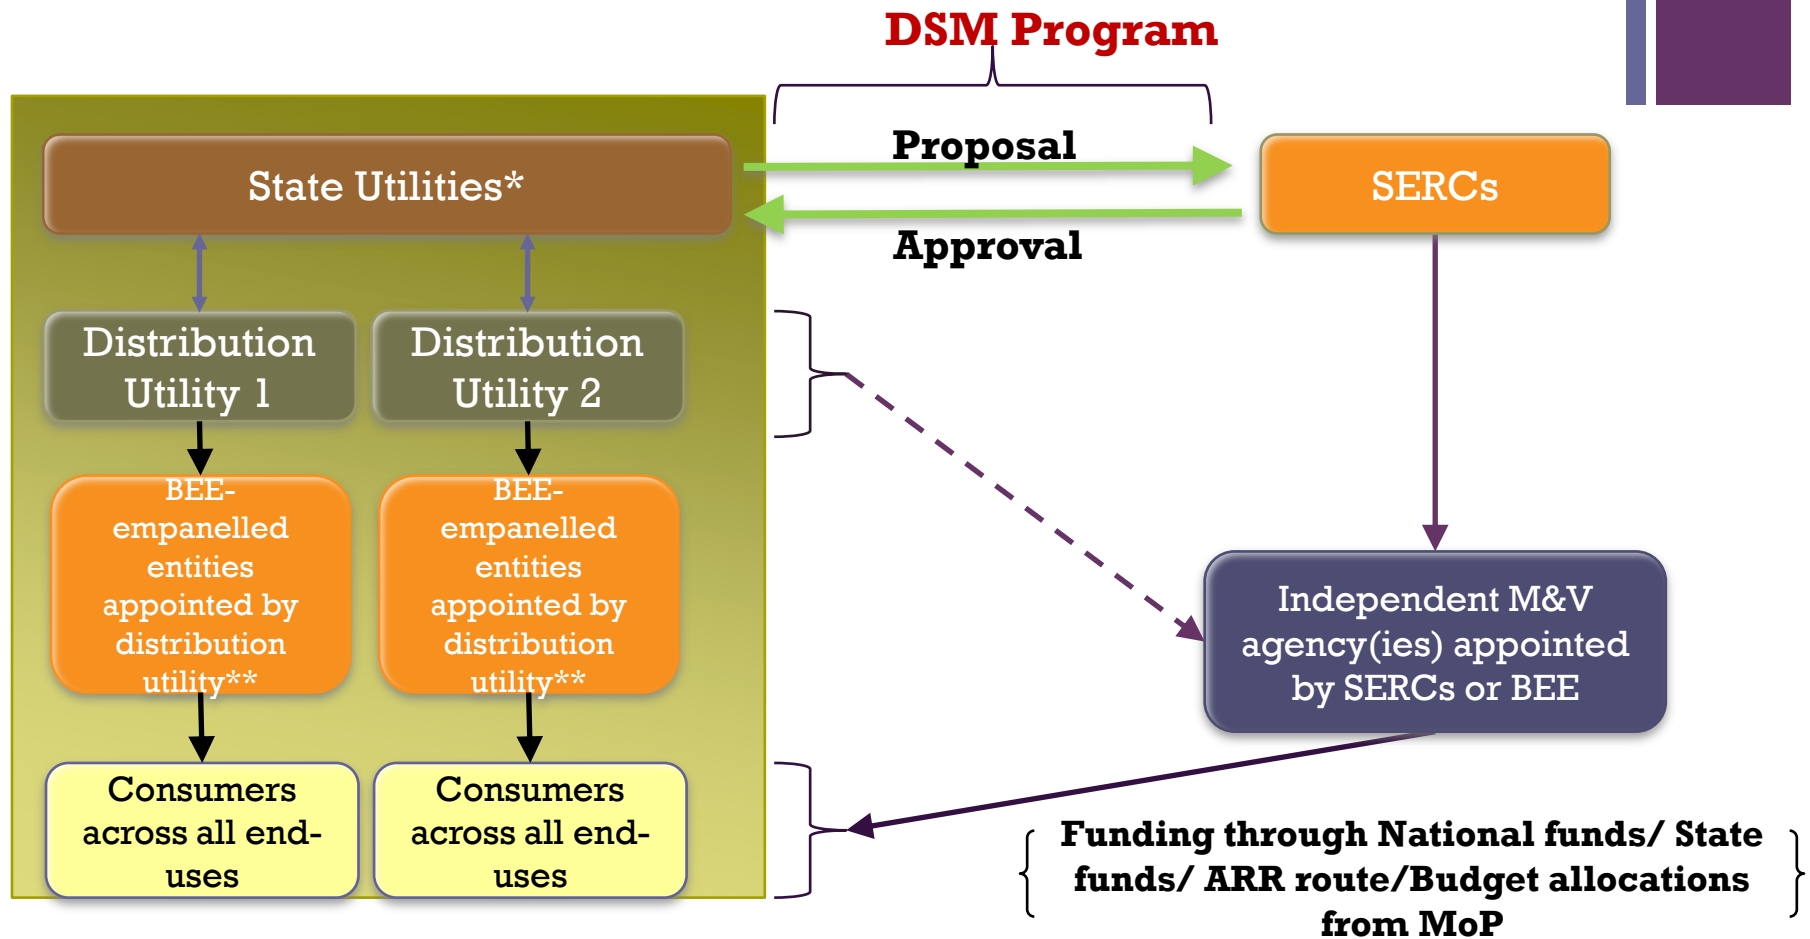 DSM Program
Proposal
State Utilities*
SERCs
Approval
Distribution
Utility 1
Distribution
Utility 2
BEE-
empanelled
entities
appointed by
distribution
utility**
BEE-
empanelled
entities
appointed by
distribution
utility**
Independent M&V
agency(ies) appointed
by SERCs or BEE
Consumers
across all end-
uses
Consumers
across all end-
uses
Funding through National funds/ State
funds/ ARR route/Budget allocations
from MoP